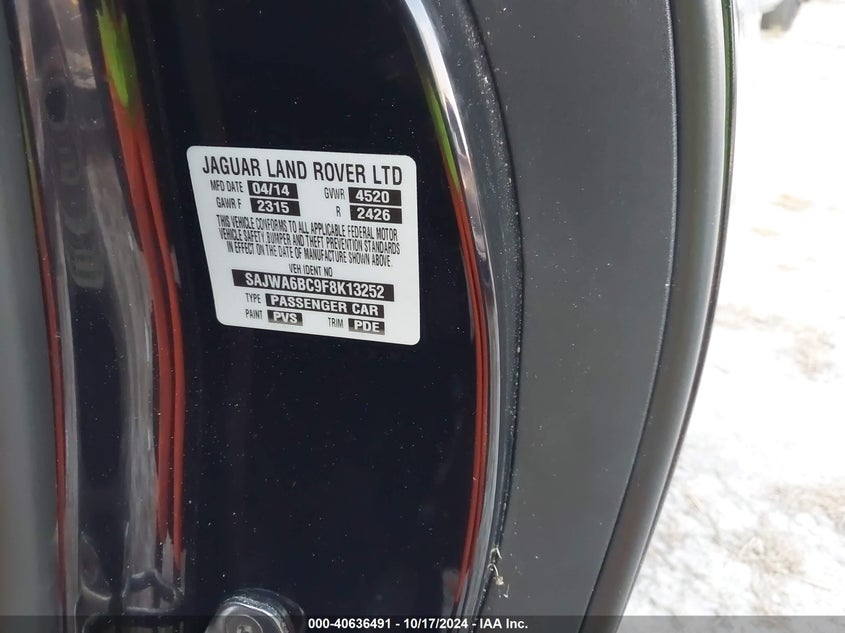 JAGUAR LAND ROVER LTD
MFD DATE 04/14 GVWR 4520
GAWR F 2315 R 2426
THIS VEHICLE CONFORMS TO ALL APPLICABLE FEDERAL MOTOR
VEHICLE SAFETY, BUMPER AND THEFT PREVENTION STANDARDS
IN EFFECT ON THE DATE OF MANUFACTURE SHOWN ABOVE.
VEH IDENT NO
SAJWA6BC9F8K13252
TYPE PASSENGER CAR
PAINT PVS TRIM PDE
000-40636491 - 10/17/2024 - IAA Inc.